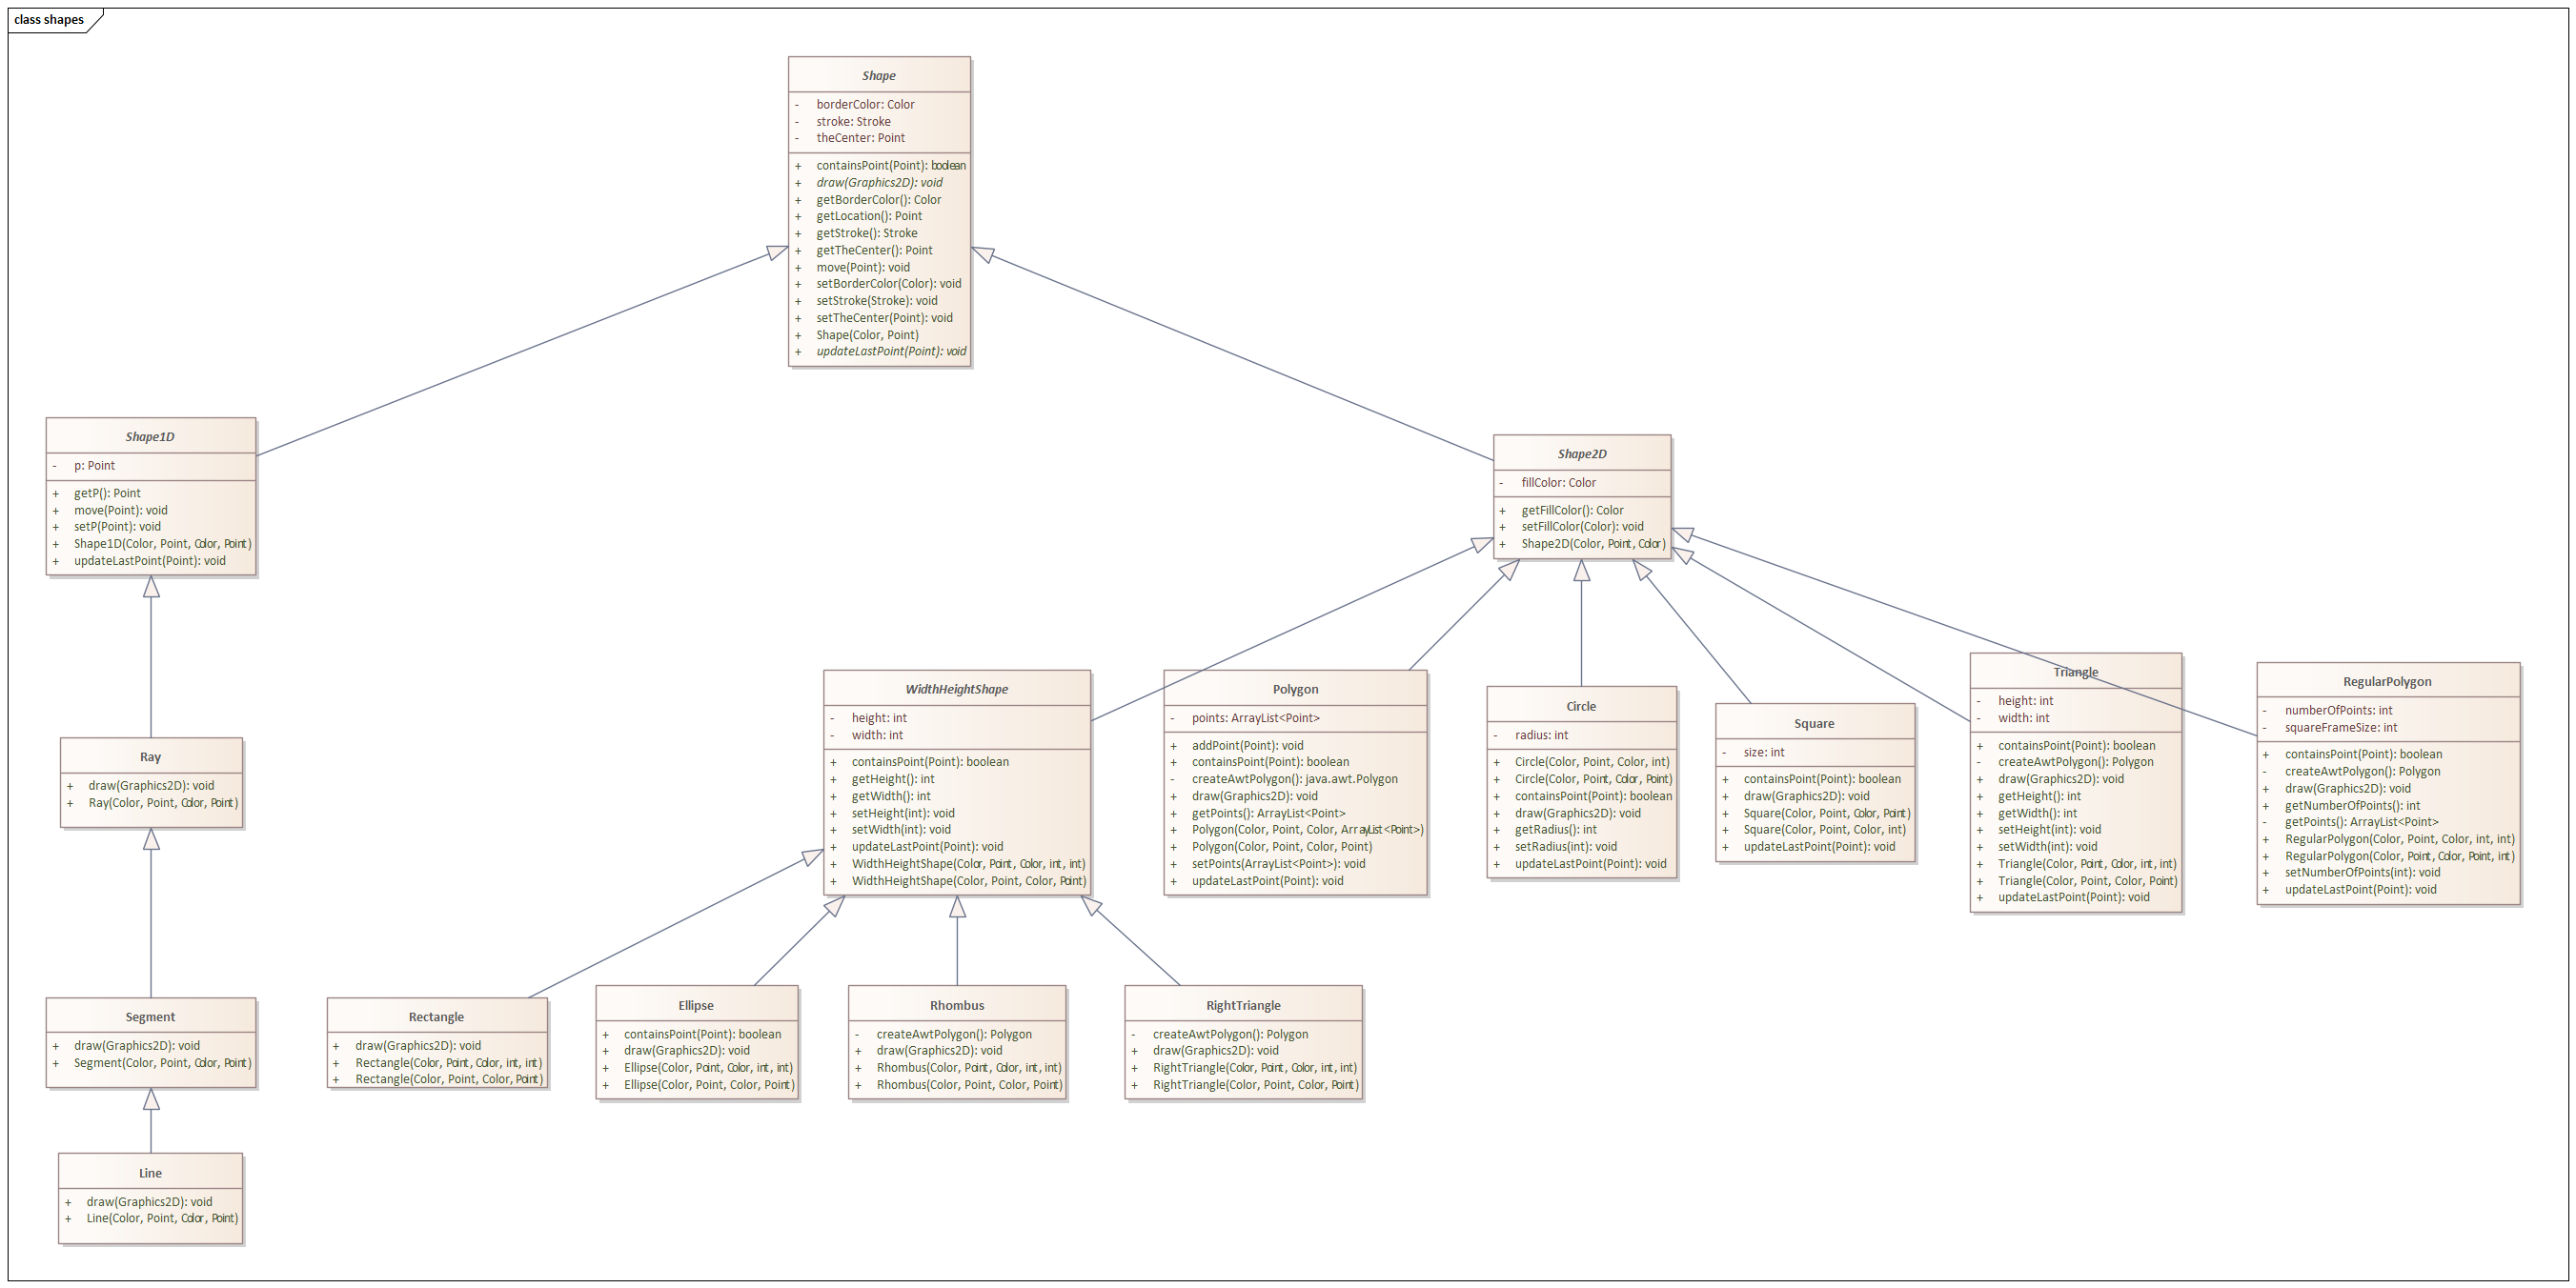 class shapes
Shape
- borderColor: Color
- stroke: Stroke
- theCenter: Point
+ containsPoint(Point): boolean
+ draw(Graphics2D): void
+ getBorderColor(): Color
+ getLocation(): Point
+ getStroke(): Stroke
+ getTheCenter(): Point
+ move(Point): void
+ setBorderColor(Color): void
+ setStroke(Stroke): void
+ setTheCenter(Point): void
+ Shape(Color, Point)
+ updateLastPoint(Point): void
Shape1D
- p: Point
+ getP(): Point
+ move(Point): void
+ setP(Point): void
+ Shape1D(Color, Point, Color, Point)
+ updateLastPoint(Point): void
Shape2D
- fillColor: Color
+ getFillColor(): Color
+ setFillColor(Color): void
+ Shape2D(Color, Point, Color)
Ray
+ draw(Graphics2D): void
+ Ray(Color, Point, Color, Point)
WidthHeightShape
- height: int
- width: int
+ containsPoint(Point): boolean
+ getHeight(): int
+ getWidth(): int
+ setHeight(int): void
+ setWidth(int): void
+ updateLastPoint(Point): void
+ WidthHeightShape(Color, Point, Color, int, int)
+ WidthHeightShape(Color, Point, Color, Point)
Polygon
- points: ArrayList<Point>
+ addPoint(Point): void
+ containsPoint(Point): boolean
- createAwtPolygon(): java.awt.Polygon
+ draw(Graphics2D): void
+ getPoints(): ArrayList<Point>
+ Polygon(Color, Point, Color, ArrayList<Point>)
+ Polygon(Color, Point, Color, Point)
+ setPoints(ArrayList<Point>): void
+ updateLastPoint(Point): void
Circle
- radius: int
+ Circle(Color, Point, Color, int)
+ Circle(Color, Point, Color, Point)
+ containsPoint(Point): boolean
+ draw(Graphics2D): void
+ getRadius(): int
+ setRadius(int): void
+ updateLastPoint(Point): void
Square
- size: int
+ containsPoint(Point): boolean
+ draw(Graphics2D): void
+ Square(Color, Point, Color, Point)
+ Square(Color, Point, Color, int)
+ updateLastPoint(Point): void
Triangle
- height: int
- width: int
+ containsPoint(Point): boolean
- createAwtPolygon(): Polygon
+ draw(Graphics2D): void
+ getHeight(): int
+ getWidth(): int
+ setHeight(int): void
+ setWidth(int): void
+ Triangle(Color, Point, Color, int, int)
+ Triangle(Color, Point, Color, Point)
+ updateLastPoint(Point): void
RegularPolygon
- numberOfPoints: int
- squareFrameSize: int
+ containsPoint(Point): boolean
- createAwtPolygon(): Polygon
+ draw(Graphics2D): void
+ getNumberOfPoints(): int
- getPoints(): ArrayList<Point>
+ RegularPolygon(Color, Point, Color, int, int)
+ RegularPolygon(Color, Point, Color, Point, int)
+ setNumberOfPoints(int): void
+ updateLastPoint(Point): void
Segment
+ draw(Graphics2D): void
+ Segment(Color, Point, Color, Point)
Rectangle
+ draw(Graphics2D): void
+ Rectangle(Color, Point, Color, int, int)
+ Rectangle(Color, Point, Color, Point)
Ellipse
+ containsPoint(Point): boolean
+ draw(Graphics2D): void
+ Ellipse(Color, Point, Color, int, int)
+ Ellipse(Color, Point, Color, Point)
Rhombus
- createAwtPolygon(): Polygon
+ draw(Graphics2D): void
+ Rhombus(Color, Point, Color, int, int)
+ Rhombus(Color, Point, Color, Point)
RightTriangle
- createAwtPolygon(): Polygon
+ draw(Graphics2D): void
+ RightTriangle(Color, Point, Color, int, int)
+ RightTriangle(Color, Point, Color, Point)
Line
+ draw(Graphics2D): void
+ Line(Color, Point, Color, Point)